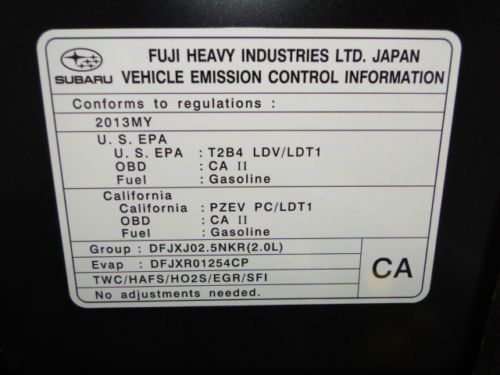 FUJI HEAVY INDUSTRIES LTD. JAPAN
SUBARU VEHICLE EMISSION CONTROL INFORMATION
Conforms to regulations :
2013MY
U. S. EPA
U. S. EPA : T2B4 LDV/LDT1
OBD : CA II
Fuel : Gasoline
California
California : PZEV PC/LDT1
OBD : CA II
Fuel : Gasoline
Group : DFJXJ02.5NKR(2.0L)
Evap : DFJXR01254CP
TWC/HAFS/HO2S/EGR/SFI
No adjustments needed.
CA